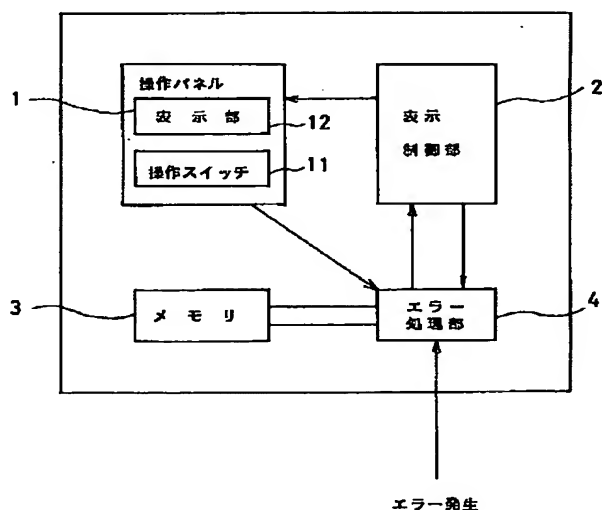 操作パネル
1
表示部
12
操作スイッチ
11
2
表示
制御部
3
メモリ
エラー
処理部
4
エラー発生